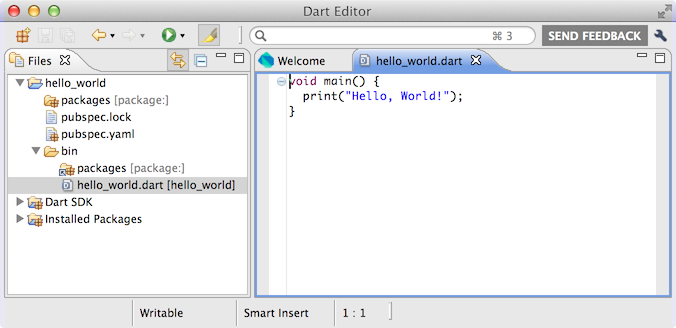 Dart Editor
⌘ 3
SEND FEEDBACK
Files
Welcome
hello_world.dart
hello_world
packages [package:]
pubspec.lock
pubspec.yaml
bin
packages [package:]
hello_world.dart [hello_world]
Dart SDK
Installed Packages
void main() {
print("Hello, World!");
}
Writable
Smart Insert
1 : 1